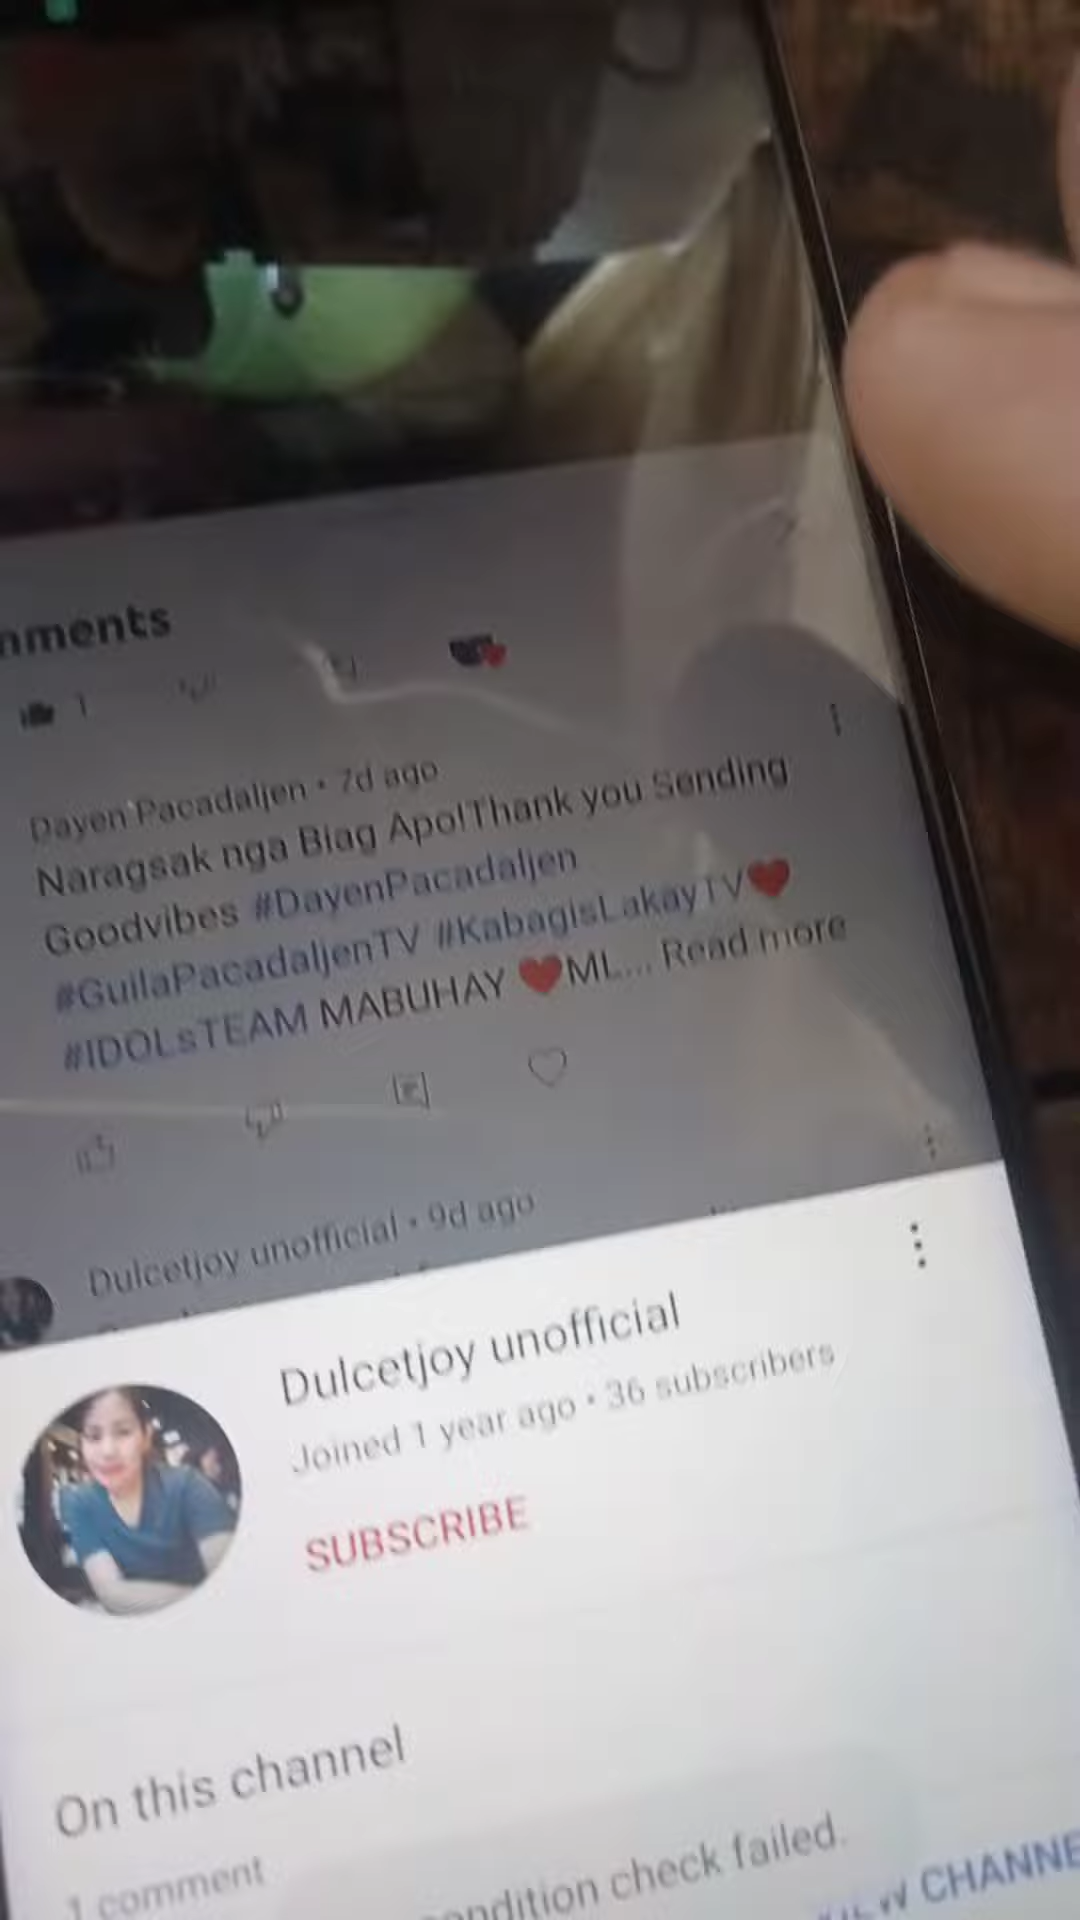 mments
1
Dayen Pacadaljen • 7d ago
Naragsak nga Biag Apo!Thank you Sending
Goodvibes #DayenPacadaljen
#GuilaPacadaljenTV #KabagisLakayTV❤️
#IDOLsTEAM MABUHAY ❤️ML... Read more
Dulcetjoy unofficial • 9d ago
Dulcetjoy unofficial
Joined 1 year ago • 36 subscribers
SUBSCRIBE
On this channel
1 comment
ondition check failed.
CHANNE